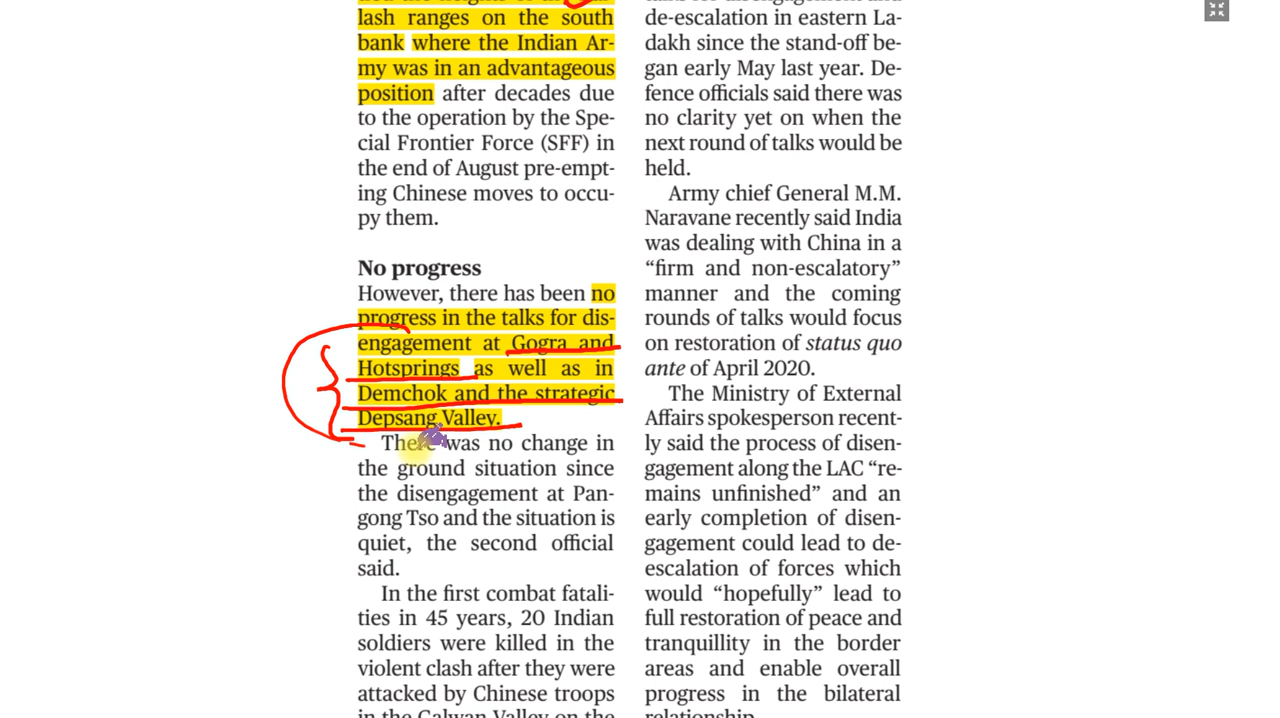 lash ranges on the south
bank where the Indian Ar-
my was in an advantageous
position after decades due
to the operation by the Spe-
cial Frontier Force (SFF) in
the end of August pre-empt-
ing Chinese moves to occu-
py them.
No progress
However, there has been no
progress in the talks for dis-
engagement at Gogra and
Hotsprings as well as in
Demchok and the strategic
Depsang Valley.
There was no change in
the ground situation since
the disengagement at Pan-
gong Tso and the situation is
quiet, the second official
said.
In the first combat fatali-
ties in 45 years, 20 Indian
soldiers were killed in the
violent clash after they were
attacked by Chinese troops
in the Galwan Valley on the
de-escalation in eastern La-
dakh since the stand-off be-
gan early May last year. De-
fence officials said there was
no clarity yet on when the
next round of talks would be
held.
Army chief General M.M.
Naravane recently said India
was dealing with China in a
“firm and non-escalatory”
manner and the coming
rounds of talks would focus
on restoration of status quo
ante of April 2020.
The Ministry of External
Affairs spokesperson recent-
ly said the process of disen-
gagement along the LAC “re-
mains unfinished” and an
early completion of disen-
gagement could lead to de-
escalation of forces which
would “hopefully” lead to
full restoration of peace and
tranquillity in the border
areas and enable overall
progress in the bilateral
relationship.